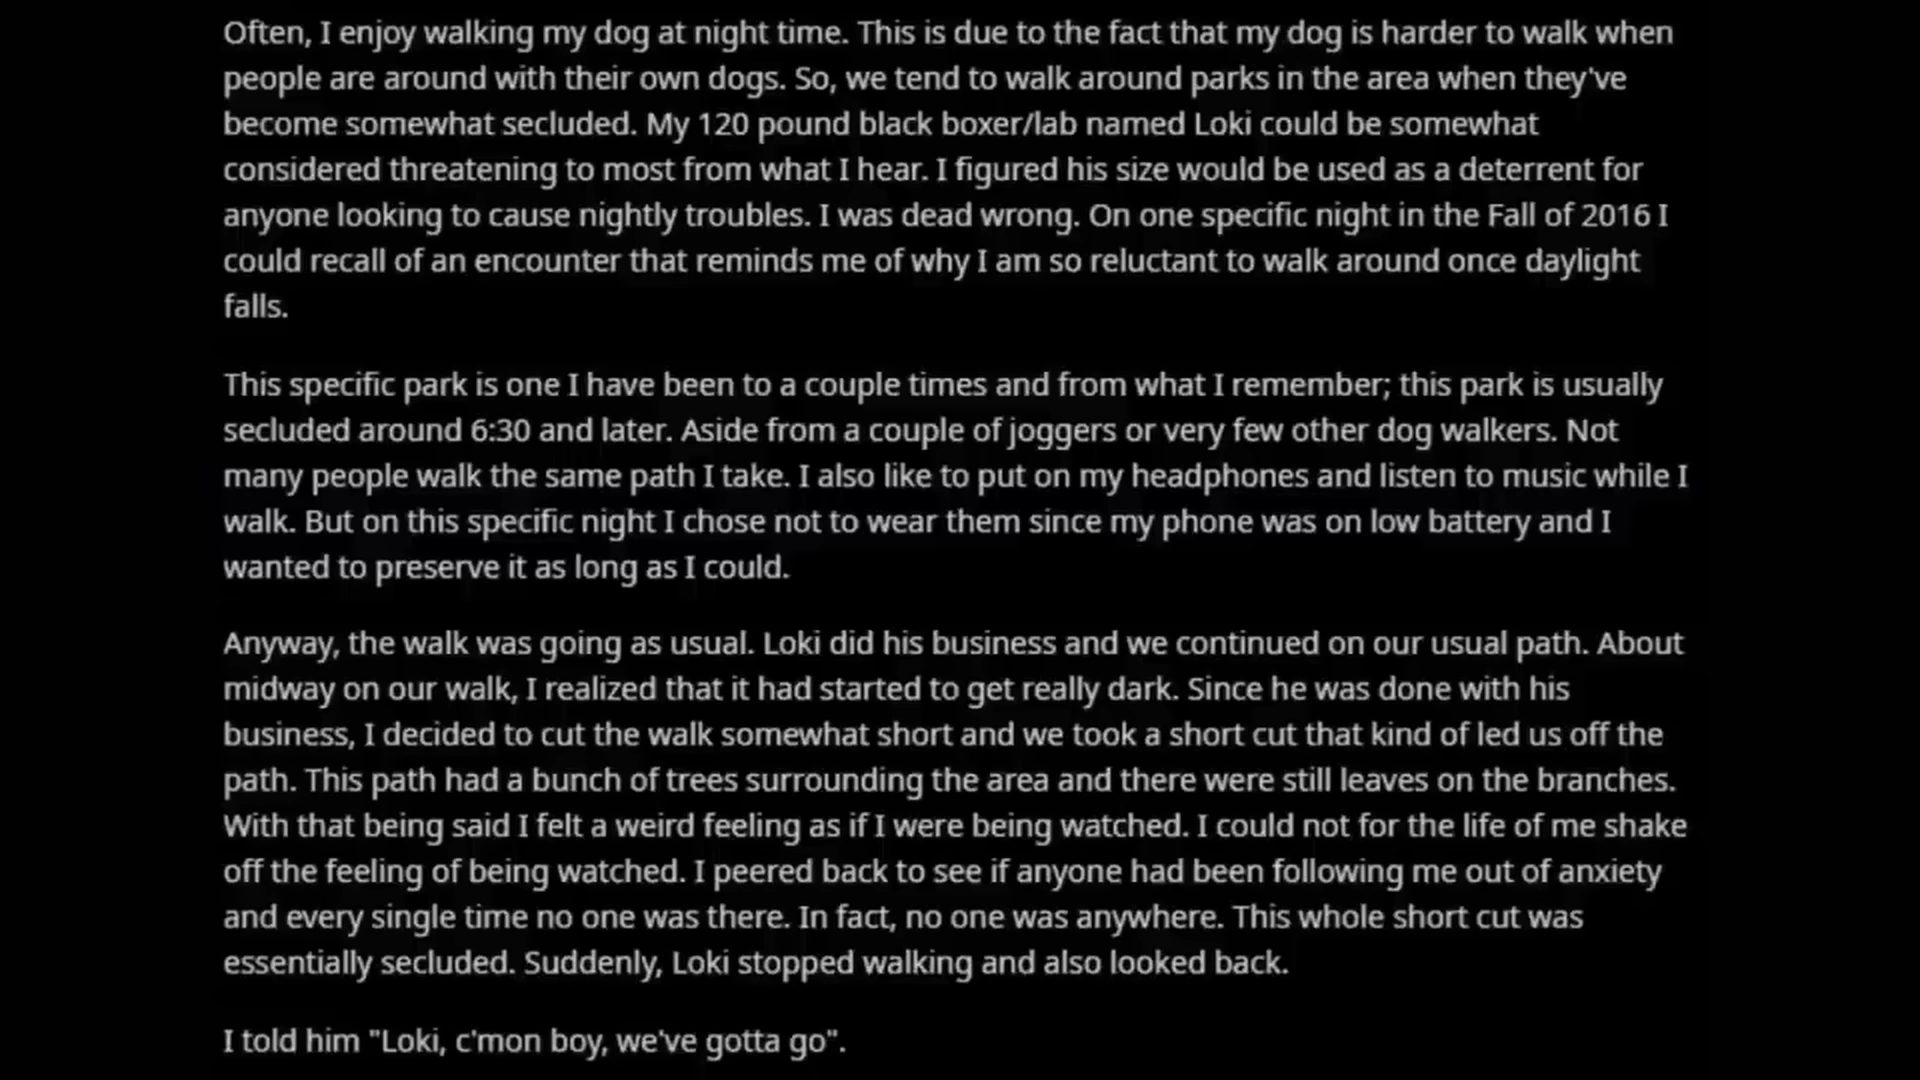 Often, I enjoy walking my dog at night time. This is due to the fact that my dog is harder to walk when
people are around with their own dogs. So, we tend to walk around parks in the area when they've
become somewhat secluded. My 120 pound black boxer/lab named Loki could be somewhat
considered threatening to most from what I hear. I figured his size would be used as a deterrent for
anyone looking to cause nightly troubles. I was dead wrong. On one specific night in the Fall of 2016 I
could recall of an encounter that reminds me of why I am so reluctant to walk around once daylight
falls.
This specific park is one I have been to a couple times and from what I remember; this park is usually
secluded around 6:30 and later. Aside from a couple of joggers or very few other dog walkers. Not
many people walk the same path I take. I also like to put on my headphones and listen to music while I
walk. But on this specific night I chose not to wear them since my phone was on low battery and I
wanted to preserve it as long as I could.
Anyway, the walk was going as usual. Loki did his business and we continued on our usual path. About
midway on our walk, I realized that it had started to get really dark. Since he was done with his
business, I decided to cut the walk somewhat short and we took a short cut that kind of led us off the
path. This path had a bunch of trees surrounding the area and there were still leaves on the branches.
With that being said I felt a weird feeling as if I were being watched. I could not for the life of me shake
off the feeling of being watched. I peered back to see if anyone had been following me out of anxiety
and every single time no one was there. In fact, no one was anywhere. This whole short cut was
essentially secluded. Suddenly, Loki stopped walking and also looked back.
I told him "Loki, c'mon boy, we've gotta go".